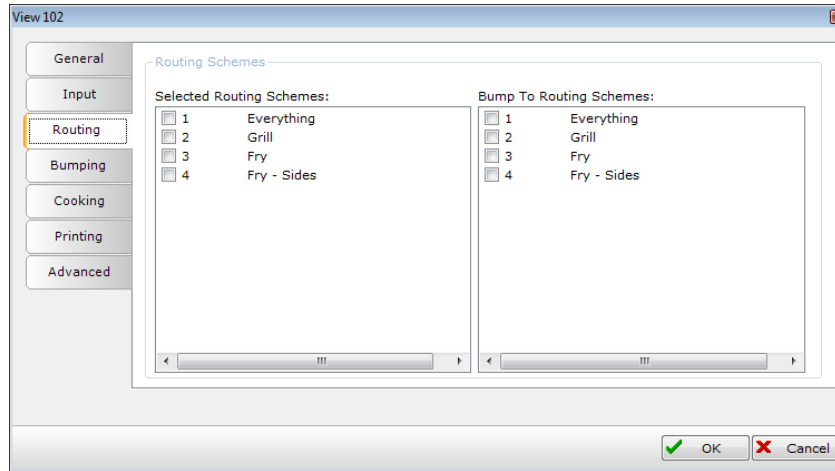 View 102
General
Input
Routing
Bumping
Cooking
Printing
Advanced
Routing Schemes
Selected Routing Schemes:
1 Everything
2 Grill
3 Fry
4 Fry - Sides
Bump To Routing Schemes:
1 Everything
2 Grill
3 Fry
4 Fry - Sides
OK
Cancel